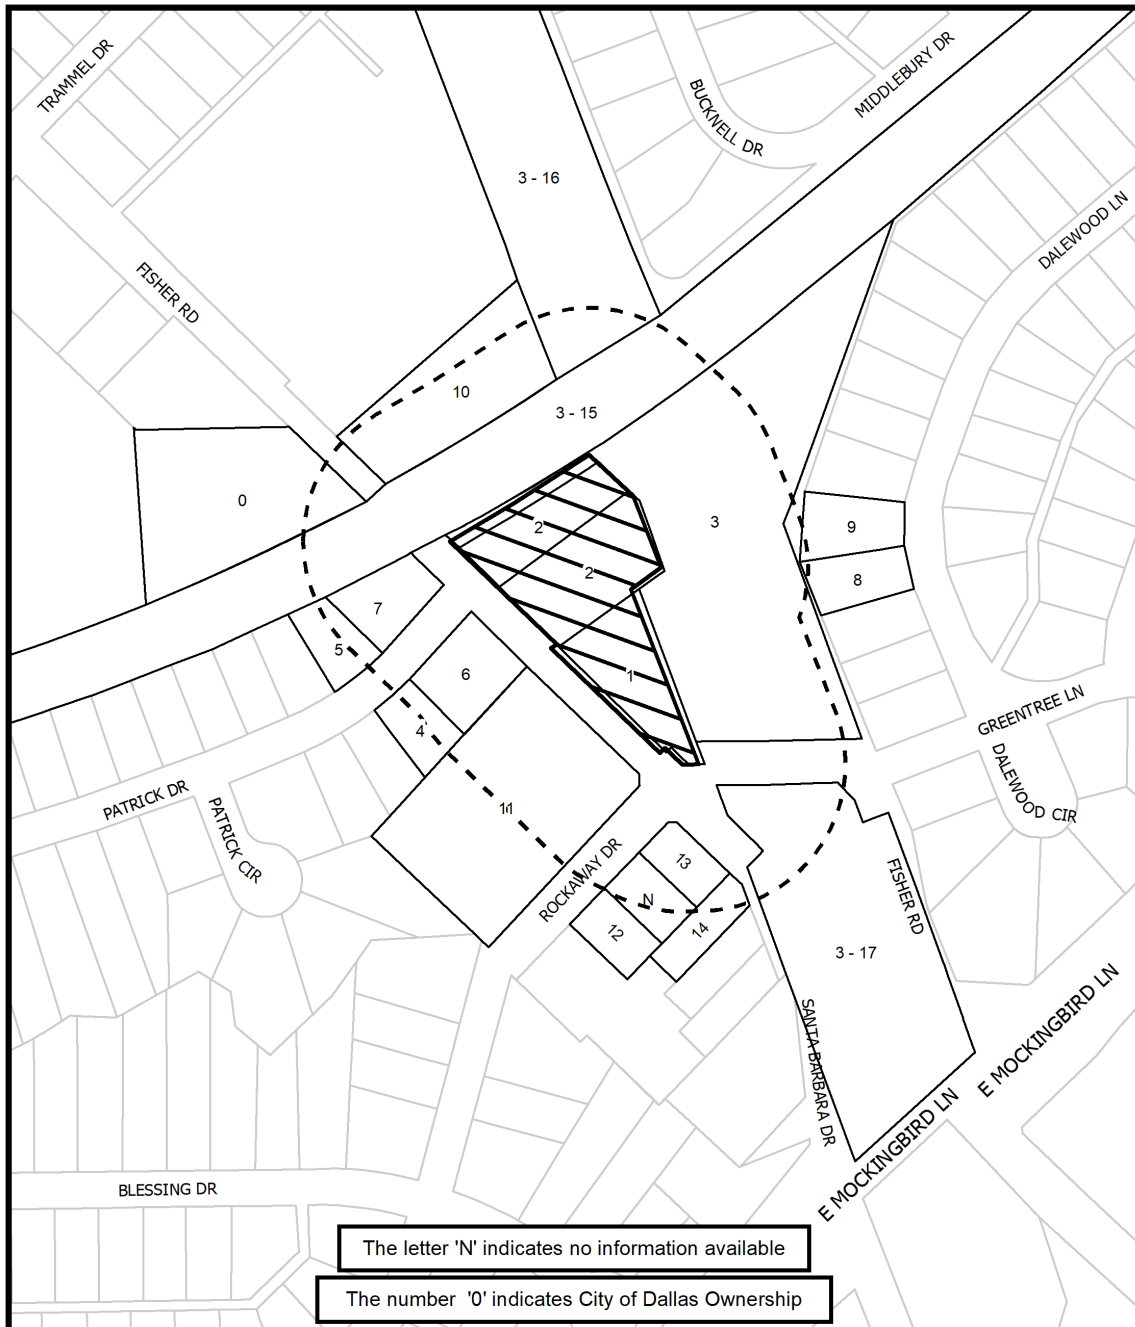 TRAMMEL DR
MIDDLEBURY DR
BUCKNELL DR
3 - 16
DALEWOOD LN
FISHER RD
10
3 - 15
0
2
3
9
2
8
7
5
6
1
4
GREENTREE LN
DALEWOOD CIR
PATRICK DR
PATRICK CIR
11
ROCKAWAY DR
13
N
12
14
FISHER RD
3 - 17
SANTA BARBARA DR
E MOCKINGBIRD LN
E MOCKINGBIRD LN
BLESSING DR
The letter 'N' indicates no information available
The number '0' indicates City of Dallas Ownership